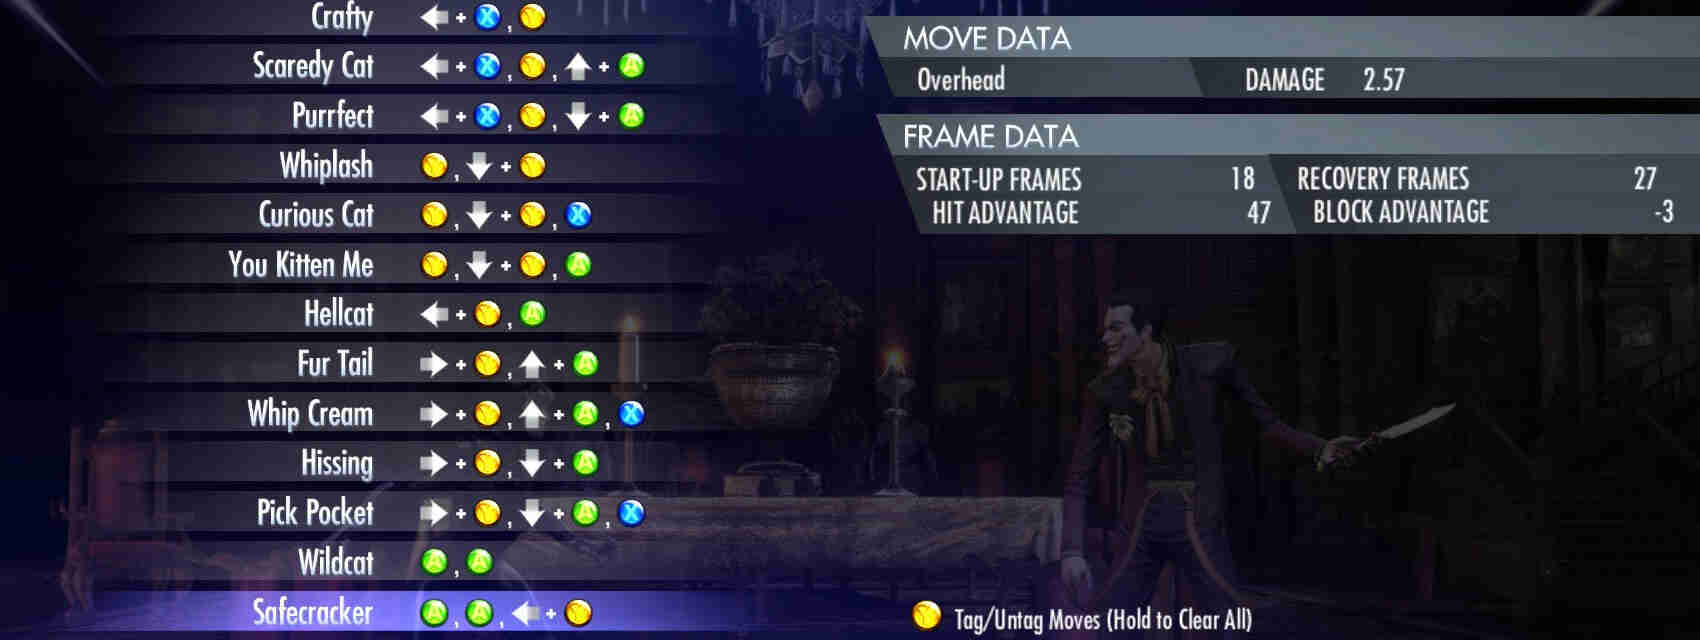 Crafty + X , Y
Scaredy Cat + X , Y , + A
Purrfect + X , Y , + A
Whiplash Y , + Y
Curious Cat Y , + Y , X
You Kitten Me Y , + Y , A
Hellcat + Y , A
Fur Tail + Y , + A
Whip Cream + Y , + A , X
Hissing + Y , + A
Pick Pocket + Y , + A , X
Wildcat A , A
Safecracker A , A , + Y
MOVE DATA
Overhead DAMAGE 2.57
FRAME DATA
START-UP FRAMES 18 RECOVERY FRAMES 27
HIT ADVANTAGE 47 BLOCK ADVANTAGE -3
Y Tag/Untag Moves (Hold to Clear All)